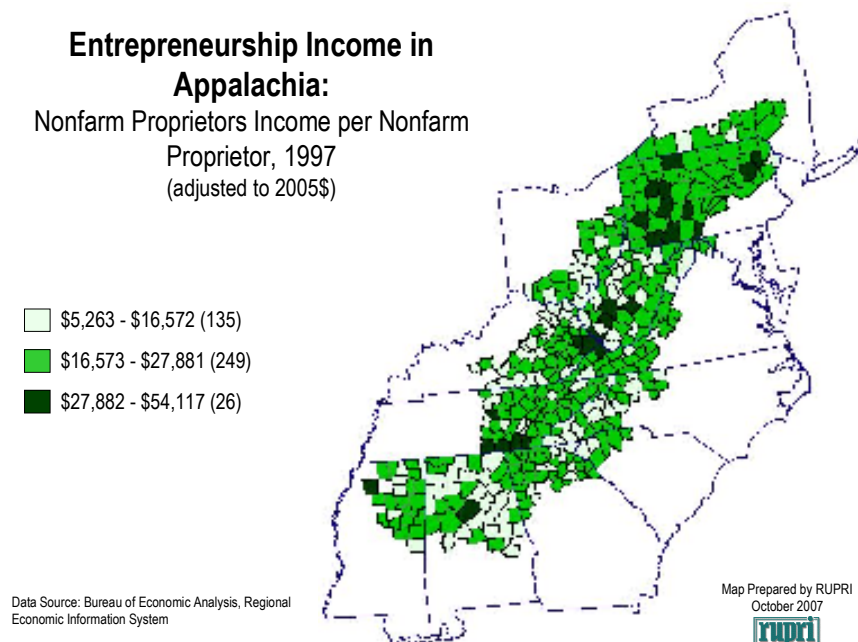 Entrepreneurship Income in
Appalachia:
Nonfarm Proprietors Income per Nonfarm
Proprietor, 1997
(adjusted to 2005$)
$5,263 - $16,572 (135)
$16,573 - $27,881 (249)
$27,882 - $54,117 (26)
Data Source: Bureau of Economic Analysis, Regional
Economic Information System
Map Prepared by RUPRI
October 2007
rupri